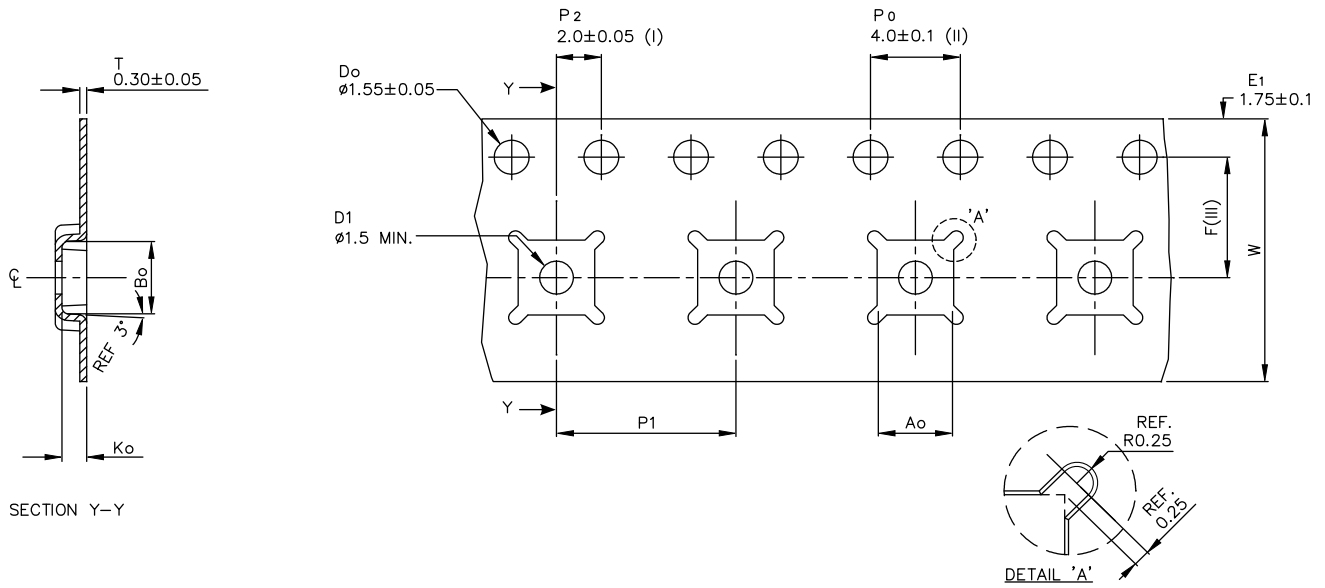 P2
2.0±0.05 (I)
Po
4.0±0.1 (II)
T
0.30±0.05
Do
ø1.55±0.05
Y
E1
1.75±0.1
D1
ø1.5 MIN.
'A'
F(III)
W
℄
Bo
REF 3°
Y
P1
Ao
Ko
REF.
R0.25
REF.
0.25
SECTION Y-Y
DETAIL 'A'